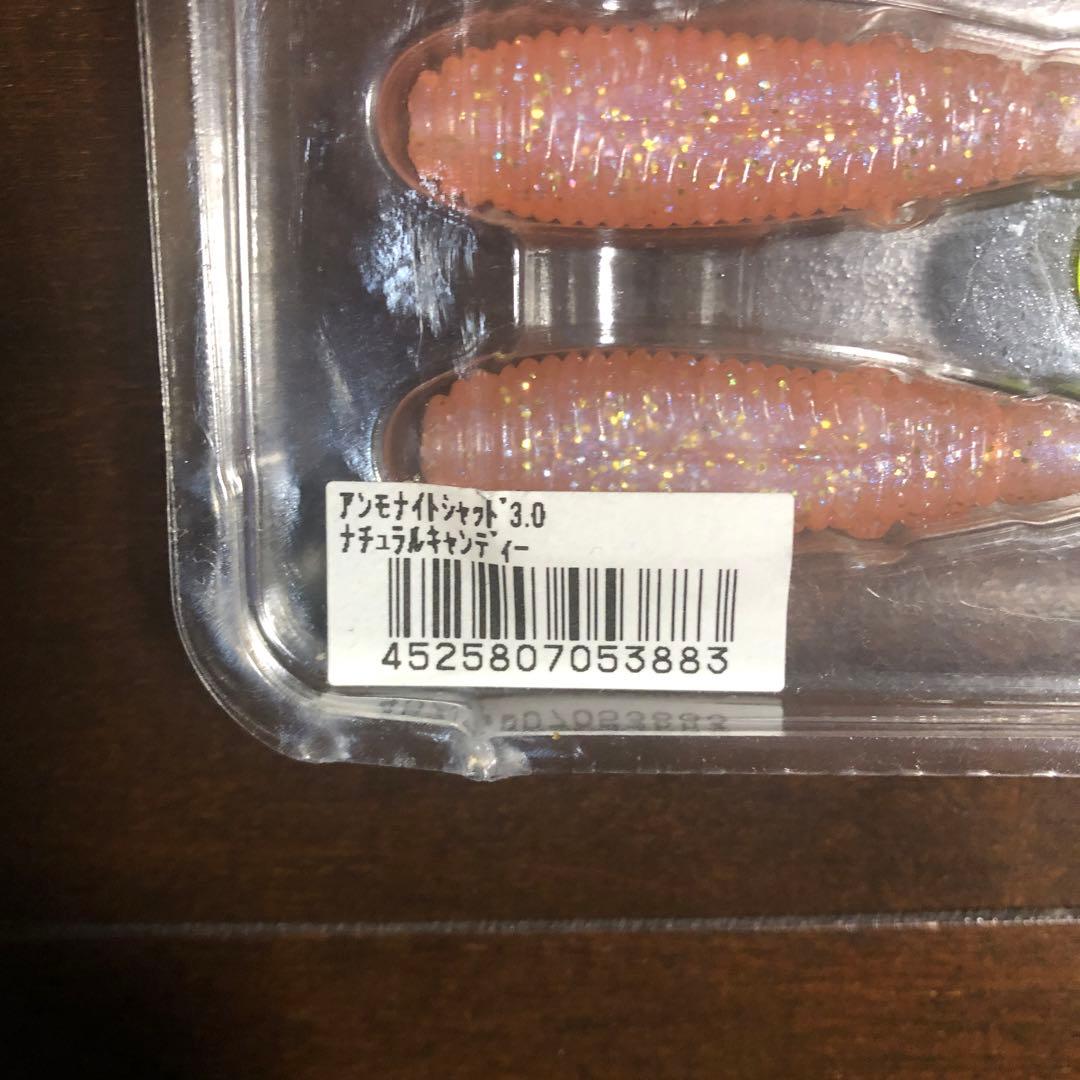 ｱﾝﾓﾅｲﾄｼｬｯﾄﾞ3.0
ﾅﾁｭﾗﾙｷｬﾝﾃﾞｨｰ
4525807053883